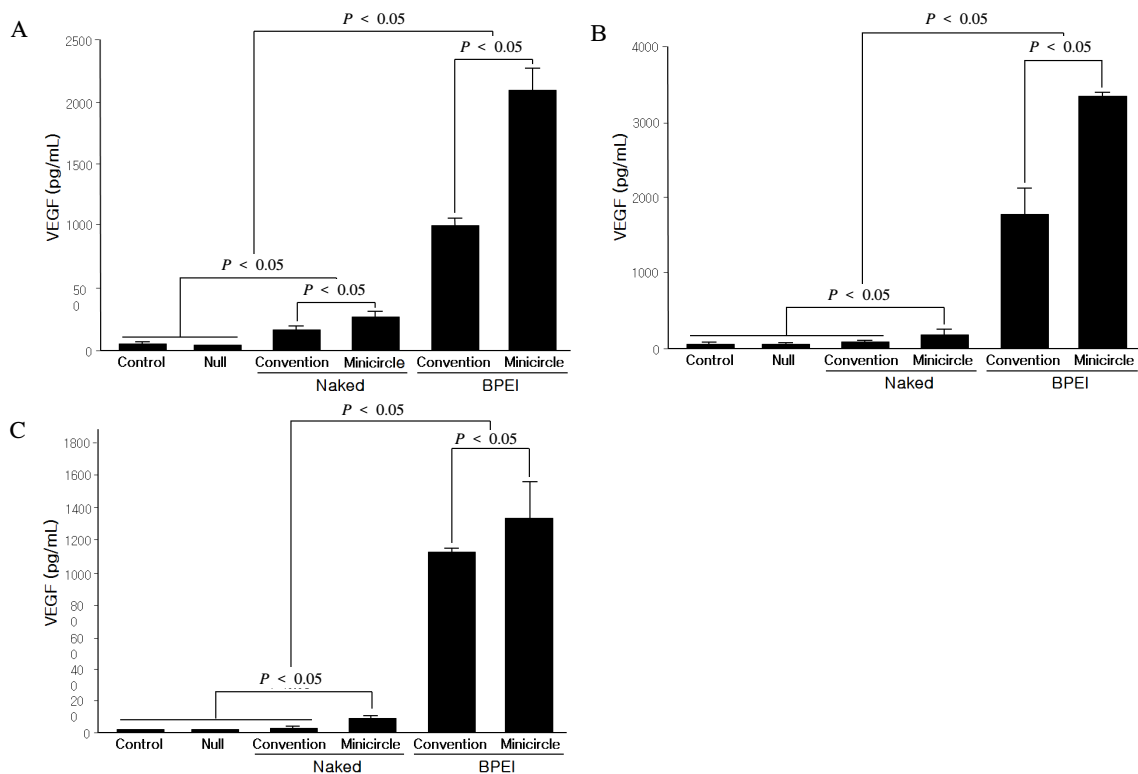 A
P < 0.05
P < 0.05
2500
2000
1500
1000
50
0
0
VEGF (pg/mL)
P < 0.05
P < 0.05
Control Null Convention Minicircle Convention Minicircle
Naked BPEI
B
P < 0.05
P < 0.05
4000
3000
2000
1000
0
VEGF (pg/mL)
P < 0.05
Control Null Convention Minicircle Convention Minicircle
Naked BPEI
C
P < 0.05
P < 0.05
1800
1600
1400
1200
1000
80
0
60
0
40
0
20
0
0
VEGF (pg/mL)
P < 0.05
Control Null Convention Minicircle Convention Minicircle
Naked BPEI